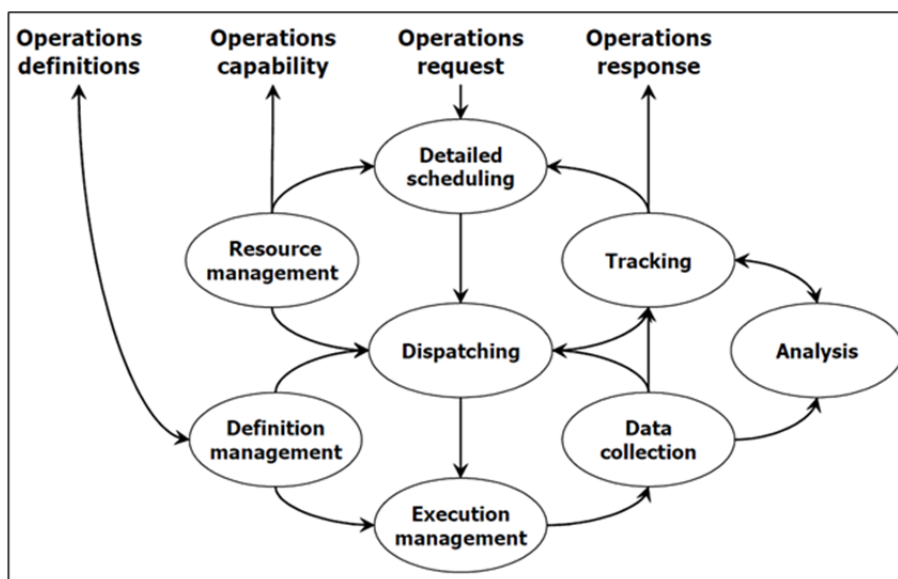 Operations
definitions
Operations
capability
Operations
request
Operations
response
Detailed
scheduling
Resource
management
Tracking
Dispatching
Analysis
Definition
management
Data
collection
Execution
management